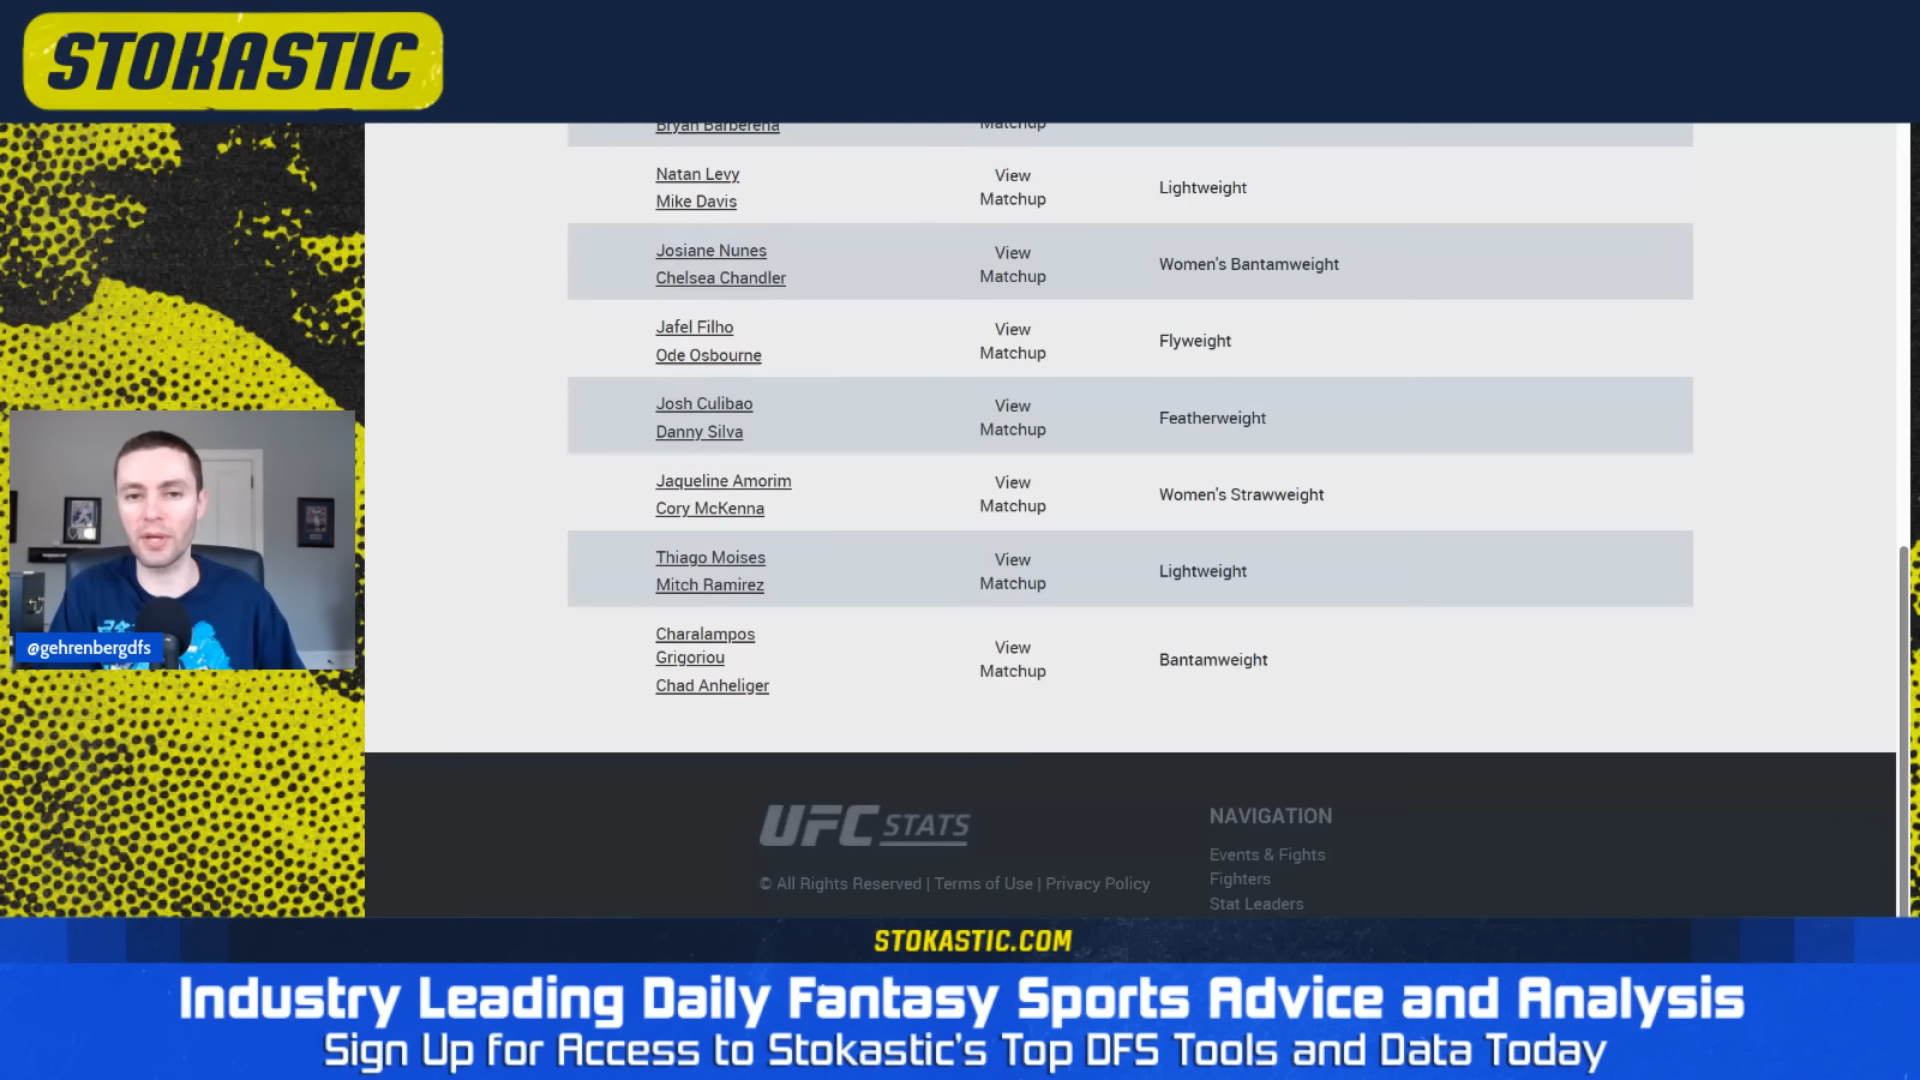 STOKASTIC
Bryan Barberena
Matchup
Natan Levy
Mike Davis
View
Matchup
Lightweight
Josiane Nunes
Chelsea Chandler
View
Matchup
Women's Bantamweight
Jafel Filho
Ode Osbourne
View
Matchup
Flyweight
Josh Culibao
Danny Silva
View
Matchup
Featherweight
Jaqueline Amorim
Cory McKenna
View
Matchup
Women's Strawweight
Thiago Moises
Mitch Ramirez
View
Matchup
Lightweight
Charalampos
Grigoriou
Chad Anheliger
View
Matchup
Bantamweight
@gehrenbergdfs
UFC STATS
© All Rights Reserved | Terms of Use | Privacy Policy
NAVIGATION
Events & Fights
Fighters
Stat Leaders
STOKASTIC.COM
Industry Leading Daily Fantasy Sports Advice and Analysis
Sign Up for Access to Stokastic's Top DFS Tools and Data Today